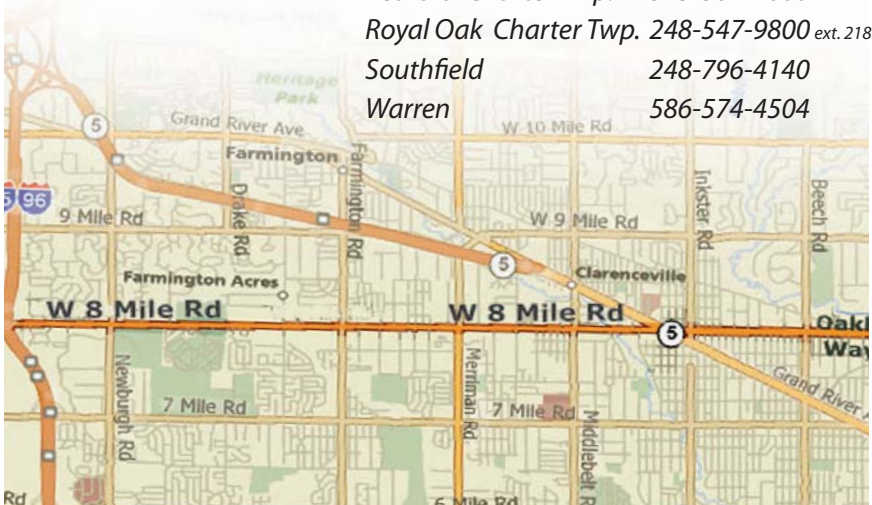 Royal Oak Charter Twp. 248-547-9800 ext. 218
Southfield 248-796-4140
Warren 586-574-4504
Heritage
Park
5
Grand River Ave
W 10 Mile Rd
Farmington
Farmington Rd
Drake Rd
Inkster Rd
Beech Rd
96
9 Mile Rd
W 9 Mile Rd
5
Farmington Acres
Clarenceville
W 8 Mile Rd
W 8 Mile Rd
5
Way
Newburgh Rd
Merriman Rd
Middlebelt R
Grand River
7 Mile Rd
7 Mile Rd
6 Mile Rd
Rd